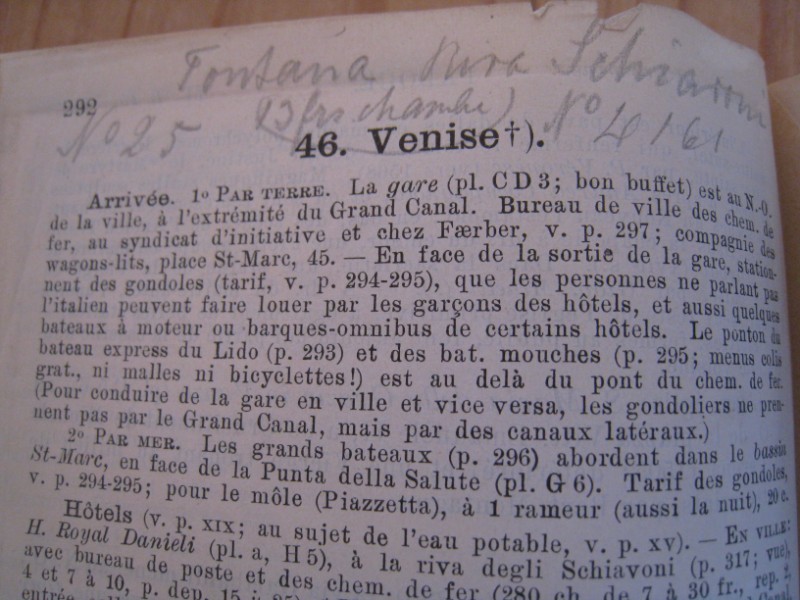 Fontana Riva Schiavoni
292
No 25 (3 frs chambe) No 4161
46. Venise†).
Arrivée. 1o PAR TERRE. La gare (pl. CD 3; bon buffet) est au N.-O.
de la ville, à l'extrémité du Grand Canal. Bureau de ville des chem. de
fer, au syndicat d'initiative et chez Færber, v. p. 297; compagnie des
wagons-lits, place St-Marc, 45. — En face de la sortie de la gare, station-
nent des gondoles (tarif, v. p. 294-295), que les personnes ne parlant pas
l'italien peuvent faire louer par les garçons des hôtels, et aussi quelques
bateaux à moteur ou barques-omnibus de certains hôtels. Le ponton du
bateau express du Lido (p. 293) et des bat. mouches (p. 295; menus colis
grat., ni malles ni bicyclettes!) est au delà du pont du chem. de fer.
(Pour conduire de la gare en ville et vice versa, les gondoliers ne pren-
nent pas par le Grand Canal, mais par des canaux latéraux.)
2o PAR MER. Les grands bateaux (p. 296) abordent dans le bassin
St-Marc, en face de la Punta della Salute (pl. G 6). Tarif des gondoles,
v. p. 294-295; pour le môle (Piazzetta), à 1 rameur (aussi la nuit), 20 c.
Hôtels (v. p. XIX; au sujet de l'eau potable, v. p. XV). — EN VILLE:
H. Royal Danieli (pl. a, H 5), à la riva degli Schiavoni (p. 317; vue),
avec bureau de poste et des chem. de fer (280 ch. de 7 à 30 fr., rep. 2,
4 et 7 à 10, p. dep. 15 à
entrée